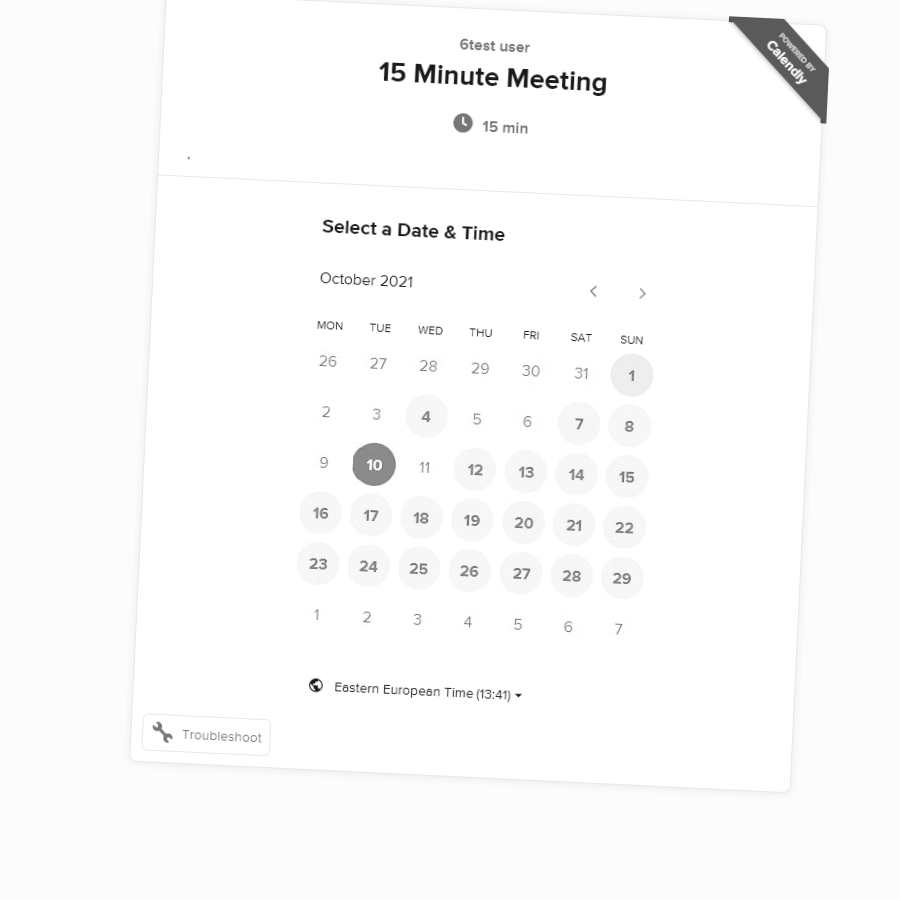 6test user
15 Minute Meeting
15 min
POWERED BY
Calendly
.
Select a Date & Time
October 2021
MON TUE WED THU FRI SAT SUN
26 27 28 29 30 31 1
2 3 4 5 6 7 8
9 10 11 12 13 14 15
16 17 18 19 20 21 22
23 24 25 26 27 28 29
1 2 3 4 5 6 7
Eastern European Time (13:41)
Troubleshoot